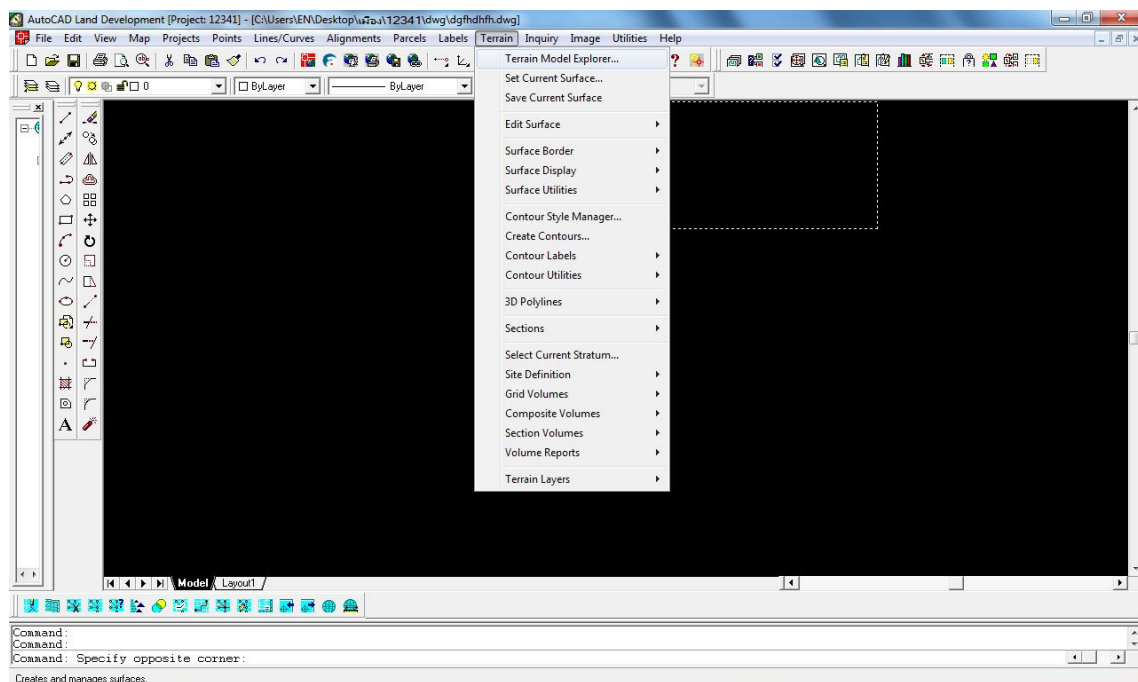 AutoCAD Land Development [Project: 12341] - [C:\Users\EN\Desktop\เมือง\12341\dwg\dgfhdhfh.dwg]
File Edit View Map Projects Points Lines/Curves Alignments Parcels Labels Terrain Inquiry Image Utilities Help
0 ByLayer ByLayer
Terrain Model Explorer...
Set Current Surface...
Save Current Surface
Edit Surface
Surface Border
Surface Display
Surface Utilities
Contour Style Manager...
Create Contours...
Contour Labels
Contour Utilities
3D Polylines
Sections
Select Current Stratum...
Site Definition
Grid Volumes
Composite Volumes
Section Volumes
Volume Reports
Terrain Layers
A
Model Layout1
Command:
Command:
Command: Specify opposite corner:
Creates and manages surfaces.